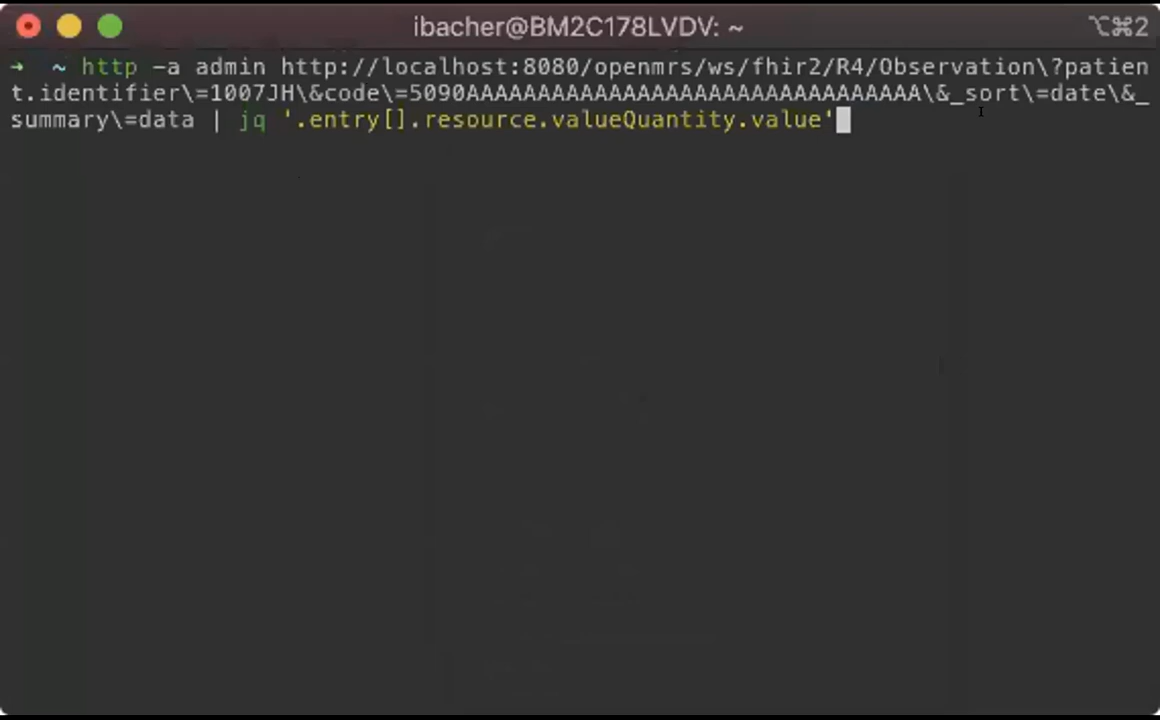 ibacher@BM2C178LVDV: ~
⌥⌘2
→ ~ http -a admin http://localhost:8080/openmrs/ws/fhir2/R4/Observation\?patien
t.identifier\=1007JH\&code\=5090AAAAAAAAAAAAAAAAAAAAAAAAAAAAAAAA\&_sort\=date\&_
summary\=data | jq '.entry[].resource.valueQuantity.value'